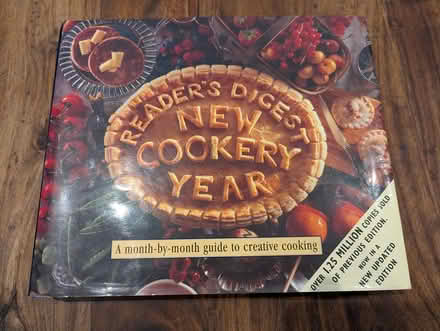 READER'S DIGEST
NEW
COOKERY
YEAR
A month-by-month guide to creative cooking
OVER 1.25 MILLION COPIES SOLD
OF PREVIOUS EDITION.
NOW IN A
NEW UPDATED
EDITION